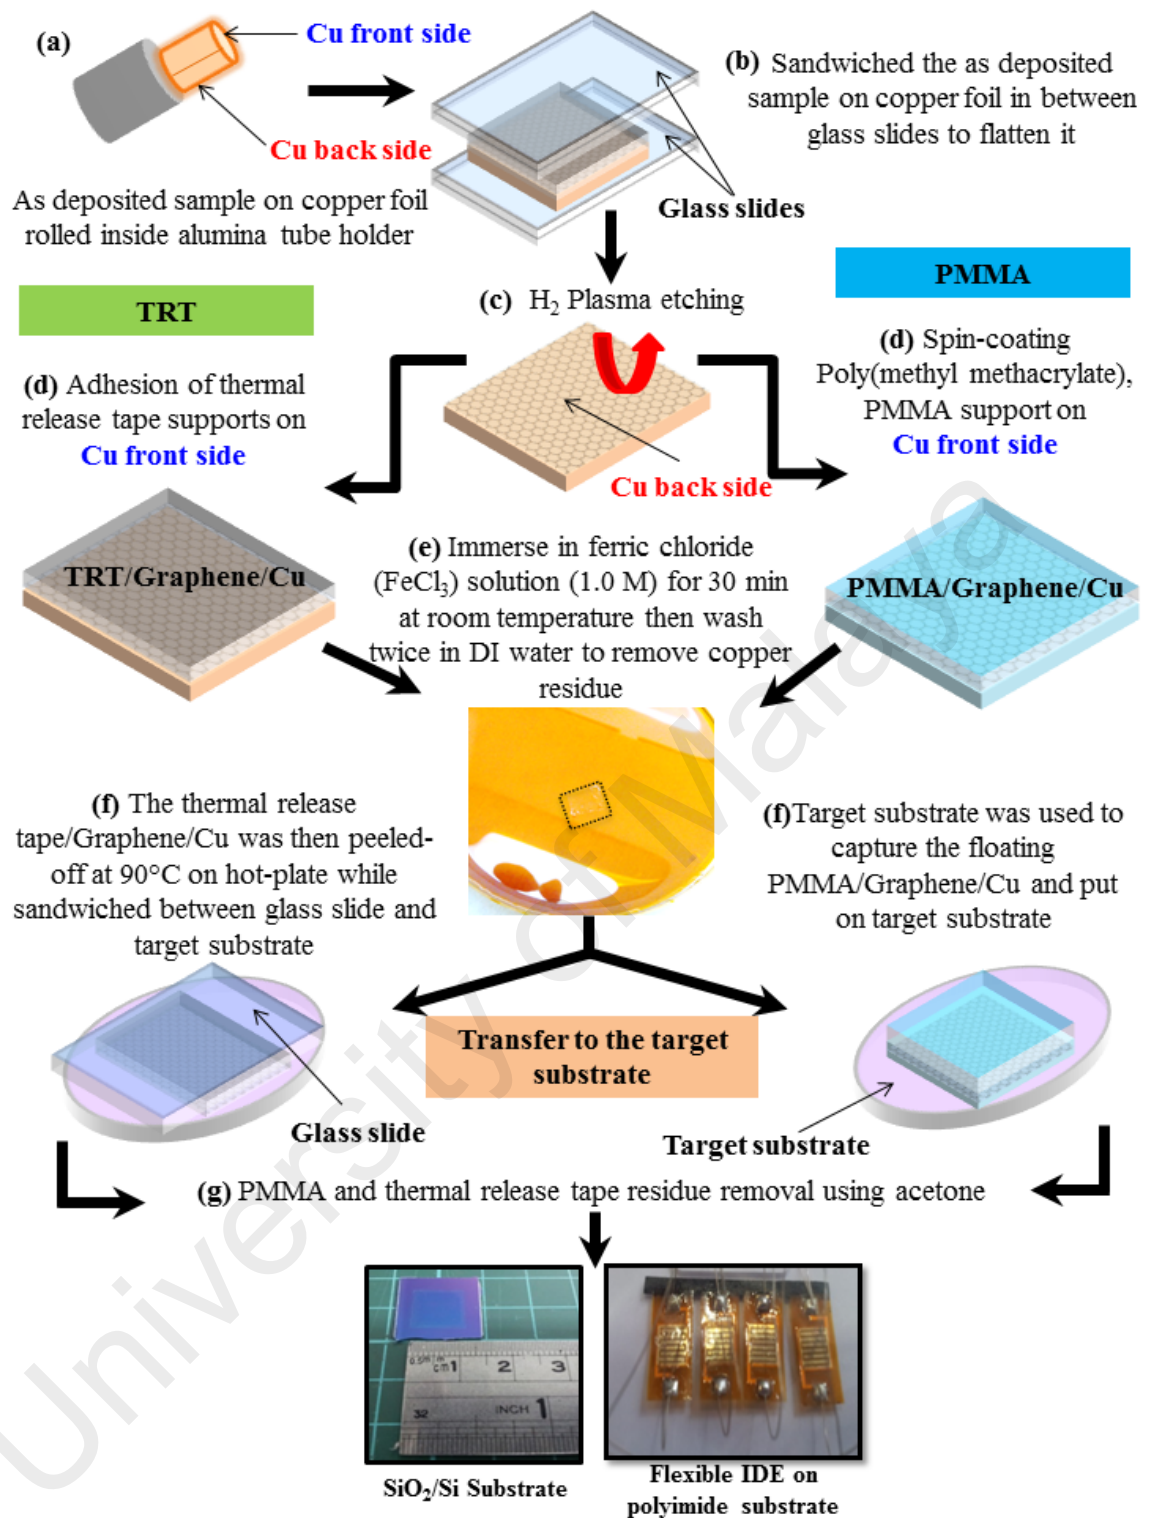 (a)
Cu front side
Cu back side
As deposited sample on copper foil
rolled inside alumina tube holder
(b) Sandwiched the as deposited
sample on copper foil in between
glass slides to flatten it
Glass slides
TRT
PMMA
(c) H₂ Plasma etching
Cu back side
(d) Adhesion of thermal
release tape supports on
Cu front side
(d) Spin-coating
Poly(methyl methacrylate),
PMMA support on
Cu front side
TRT/Graphene/Cu
(e) Immerse in ferric chloride
(FeCl₃) solution (1.0 M) for 30 min
at room temperature then wash
twice in DI water to remove copper
residue
PMMA/Graphene/Cu
(f) The thermal release
tape/Graphene/Cu was then peeled-
off at 90°C on hot-plate while
sandwiched between glass slide and
target substrate
(f)Target substrate was used to
capture the floating
PMMA/Graphene/Cu and put
on target substrate
Transfer to the target
substrate
Glass slide
Target substrate
(g) PMMA and thermal release tape residue removal using acetone
0.5m m
cm 1 2 3
32 INCH 1
SiO₂/Si Substrate
Flexible IDE on
polyimide substrate
University of Malaya